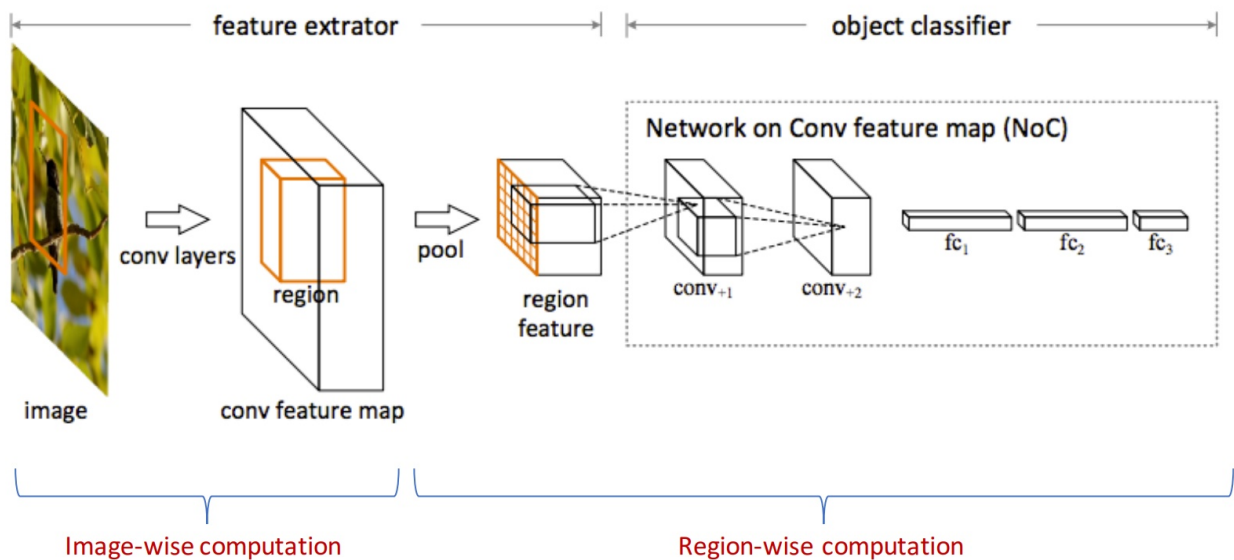 feature extrator
object classifier
Network on Conv feature map (NoC)
conv layers
region
pool
region
feature
conv+1
conv+2
fc1
fc2
fc3
image
conv feature map
Image-wise computation
Region-wise computation